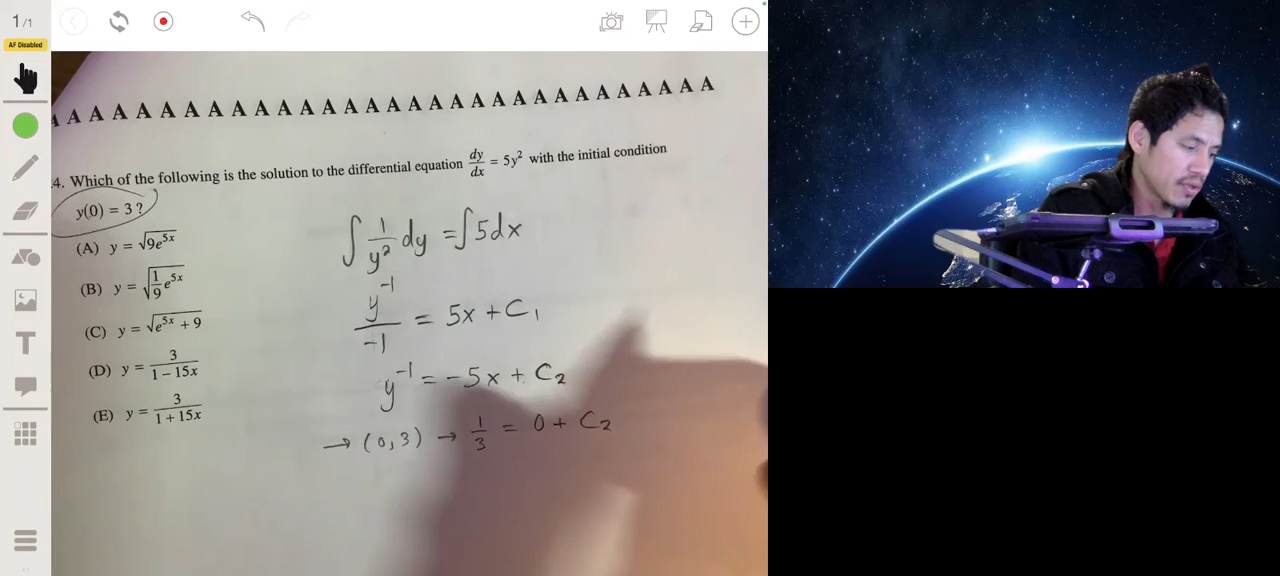 1/1
AF Disabled
A A A A A A A A A A A A A A A A A A A A A A A A A A A A A
4. Which of the following is the solution to the differential equation dy/dx = 5y² with the initial condition
y(0) = 3?
(A) y = √9e^5x
(B) y = √1/9 e^5x
(C) y = √e^5x + 9
(D) y = 3/1 − 15x
(E) y = 3/1 + 15x
∫ 1/y² dy = ∫ 5dx
y^-1/-1 = 5x + C₁
y^-1 = -5x + C₂
→ (0,3) → 1/3 = 0 + C₂
T